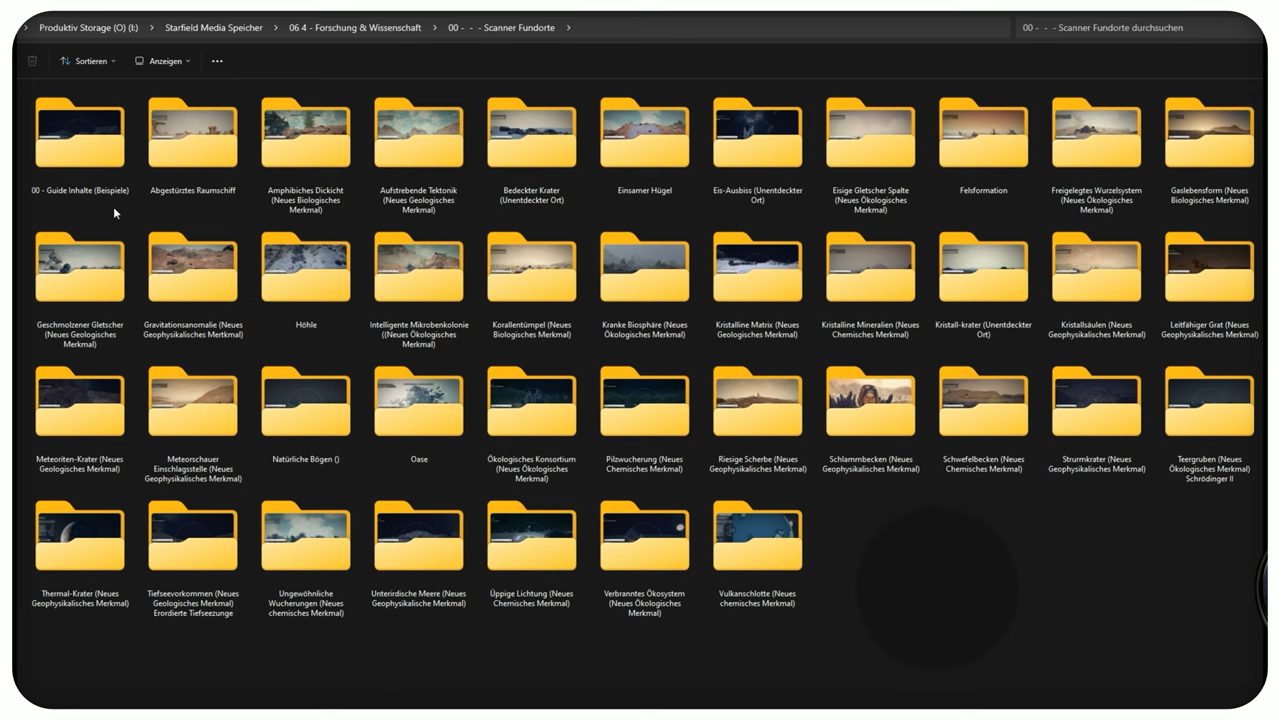 Produktiv Storage (O) (I:) > Starfield Media Speicher > 06 4 - Forschung & Wissenschaft > 00 - - - Scanner Fundorte >
00 - - - Scanner Fundorte durchsuchen
Sortieren
Anzeigen
...
00 - Guide Inhalte (Beispiele)
Abgestürztes Raumschiff
Amphibiches Dickicht
(Neues Biologisches
Merkmal)
Aufstrebende Tektonik
(Neues Geologisches
Merkmal)
Bedeckter Krater
(Unentdeckter Ort)
Einsamer Hügel
Eis-Ausbiss (Unentdeckter
Ort)
Eisige Gletscher Spalte
(Neues Ökologisches
Merkmal)
Felsformation
Freigelegtes Wurzelsystem
(Neues Ökologisches
Merkmal)
Gaslebensform (Neues
Biologisches Merkmal)
Geschmolzener Gletscher
(Neues Geologisches
Merkmal)
Gravitationsanomalie (Neues
Geophysikalisches Mertkmal)
Höhle
Intelligente Mikrobenkolonie
((Neues Ökologisches
Merkmal)
Korallentümpel (Neues
Biologisches Merkmal)
Kranke Biosphäre (Neues
Ökologisches Merkmal)
Kristalline Matrix (Neues
Geologisches Merkmal)
Kristalline Mineralien (Neues
Chemisches Merkmal)
Kristall-krater (Unentdeckter
Ort)
Kristallsäulen (Neues
Geophysikalisches Merkmal)
Leitfähiger Grat (Neues
Geophysikalisches Merkmal)
Meteoriten-Krater (Neues
Geologisches Merkmal)
Meteorschauer
Einschlagsstelle (Neues
Geophysikalisches Merkmal)
Natürliche Bögen ()
Oase
Ökologisches Konsortium
(Neues Ökologisches
Merkmal)
Pilzwucherung (Neues
Chemisches Merkmal)
Riesige Scherbe (Neues
Geophysikalisches Merkmal)
Schlammbecken (Neues
Geophysikalisches Merkmal)
Schwefelbecken (Neues
Chemisches Merkmal)
Strurmkrater (Neues
Geophysikalisches Merkmal)
Teergruben (Neues
Ökologisches Merkmal)
Schrödinger II
Thermal-Krater (Neues
Geophysikalisches Merkmal)
Tiefseevorkommen (Neues
Geologisches Merkmal)
Erordierte Tiefseezunge
Ungewöhnliche
Wucherungen (Neues
chemisches Merkmal)
Unterirdische Meere (Neues
Geophysikalische Merkmal)
Üppige Lichtung (Neues
Chemisches Merkmal)
Verbranntes Ökosystem
(Neues Ökologisches
Merkmal)
Vulkanschlotte (Neues
chemisches Merkmal)